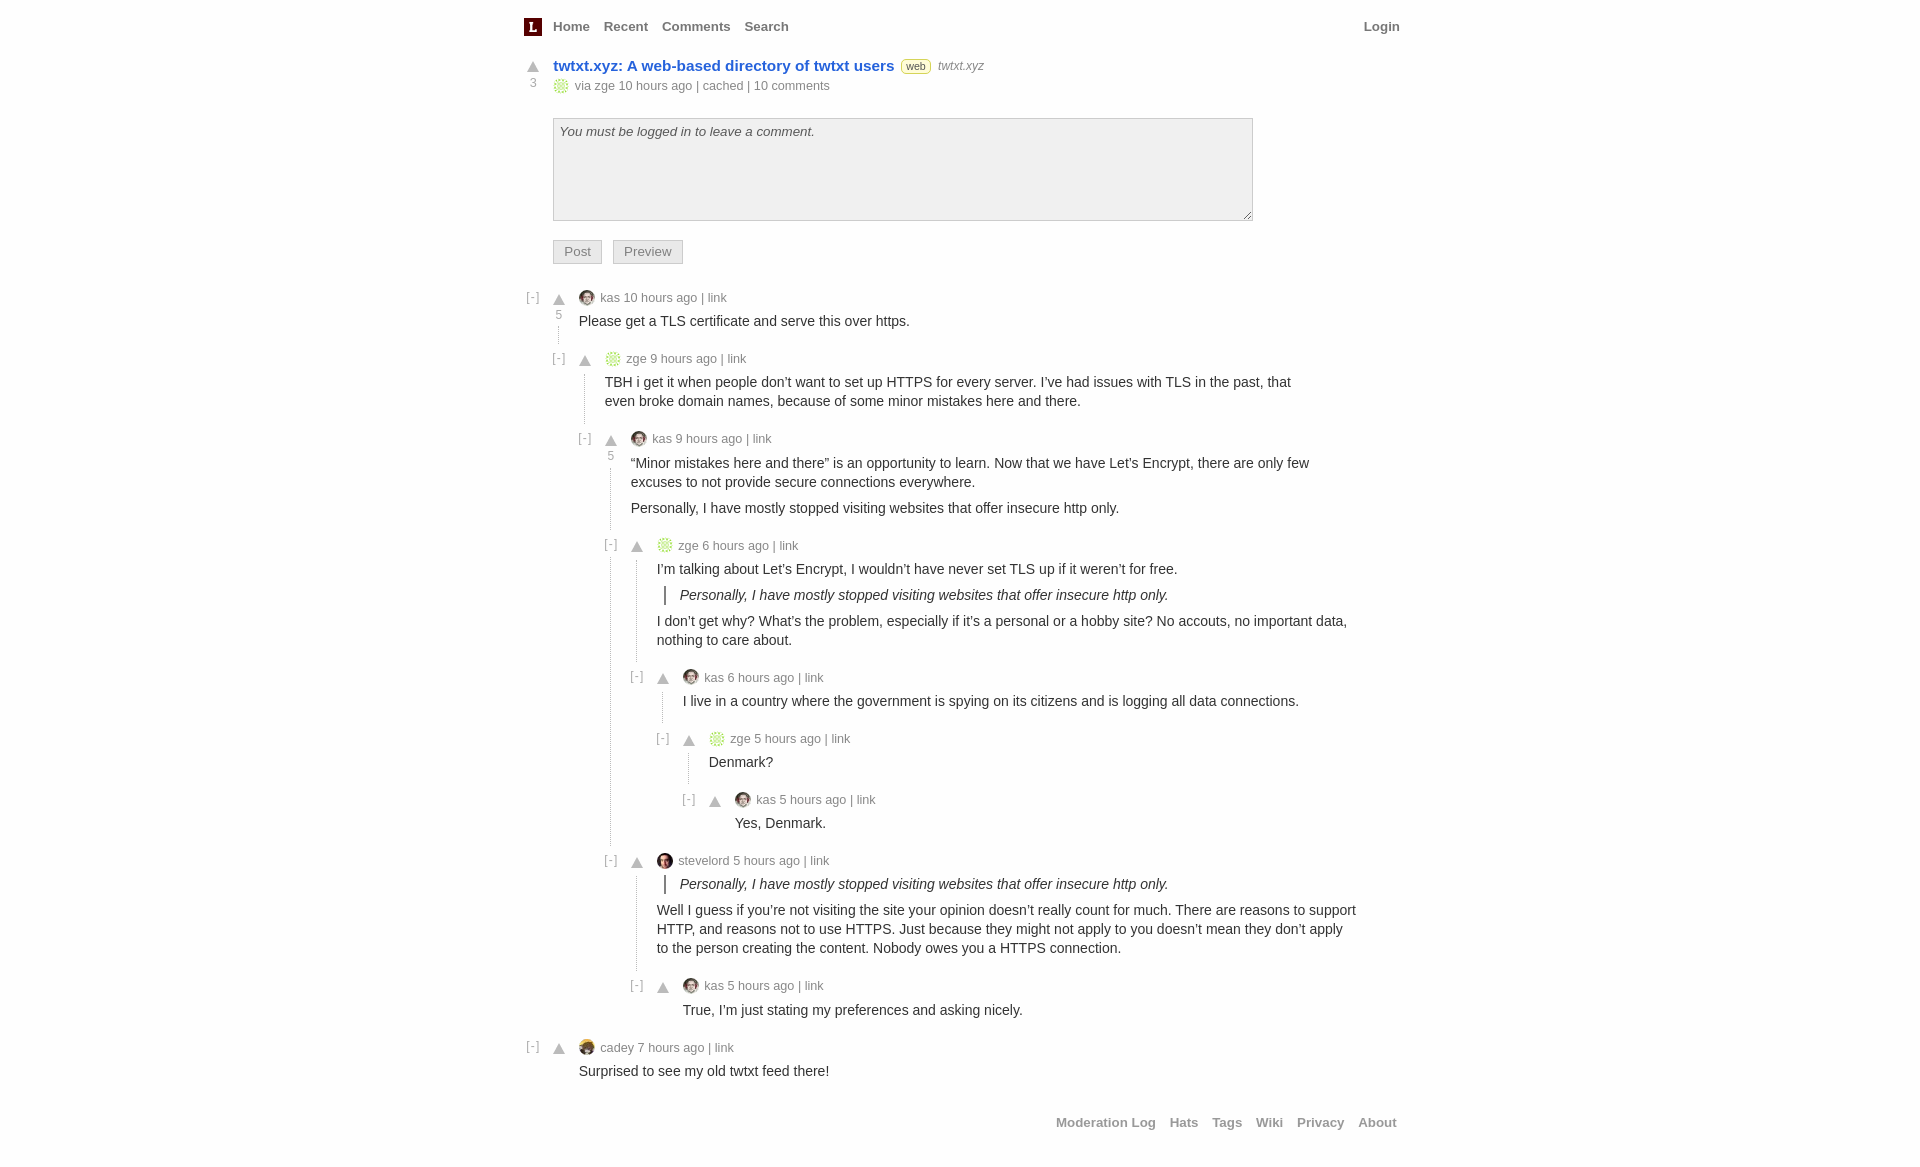 L Home Recent Comments Search Login
twtxt.xyz: A web-based directory of twtxt users web twtxt.xyz
3
via zge 10 hours ago | cached | 10 comments
You must be logged in to leave a comment.
Post Preview
[-] kas 10 hours ago | link
5
Please get a TLS certificate and serve this over https.
[-] zge 9 hours ago | link
TBH i get it when people don’t want to set up HTTPS for every server. I’ve had issues with TLS in the past, that
even broke domain names, because of some minor mistakes here and there.
[-] kas 9 hours ago | link
5
“Minor mistakes here and there” is an opportunity to learn. Now that we have Let’s Encrypt, there are only few
excuses to not provide secure connections everywhere.
Personally, I have mostly stopped visiting websites that offer insecure http only.
[-] zge 6 hours ago | link
I’m talking about Let’s Encrypt, I wouldn’t have never set TLS up if it weren’t for free.
Personally, I have mostly stopped visiting websites that offer insecure http only.
I don’t get why? What’s the problem, especially if it’s a personal or a hobby site? No accouts, no important data,
nothing to care about.
[-] kas 6 hours ago | link
I live in a country where the government is spying on its citizens and is logging all data connections.
[-] zge 5 hours ago | link
Denmark?
[-] kas 5 hours ago | link
Yes, Denmark.
[-] stevelord 5 hours ago | link
Personally, I have mostly stopped visiting websites that offer insecure http only.
Well I guess if you’re not visiting the site your opinion doesn’t really count for much. There are reasons to support
HTTP, and reasons not to use HTTPS. Just because they might not apply to you doesn’t mean they don’t apply
to the person creating the content. Nobody owes you a HTTPS connection.
[-] kas 5 hours ago | link
True, I’m just stating my preferences and asking nicely.
[-] cadey 7 hours ago | link
Surprised to see my old twtxt feed there!
Moderation Log Hats Tags Wiki Privacy About